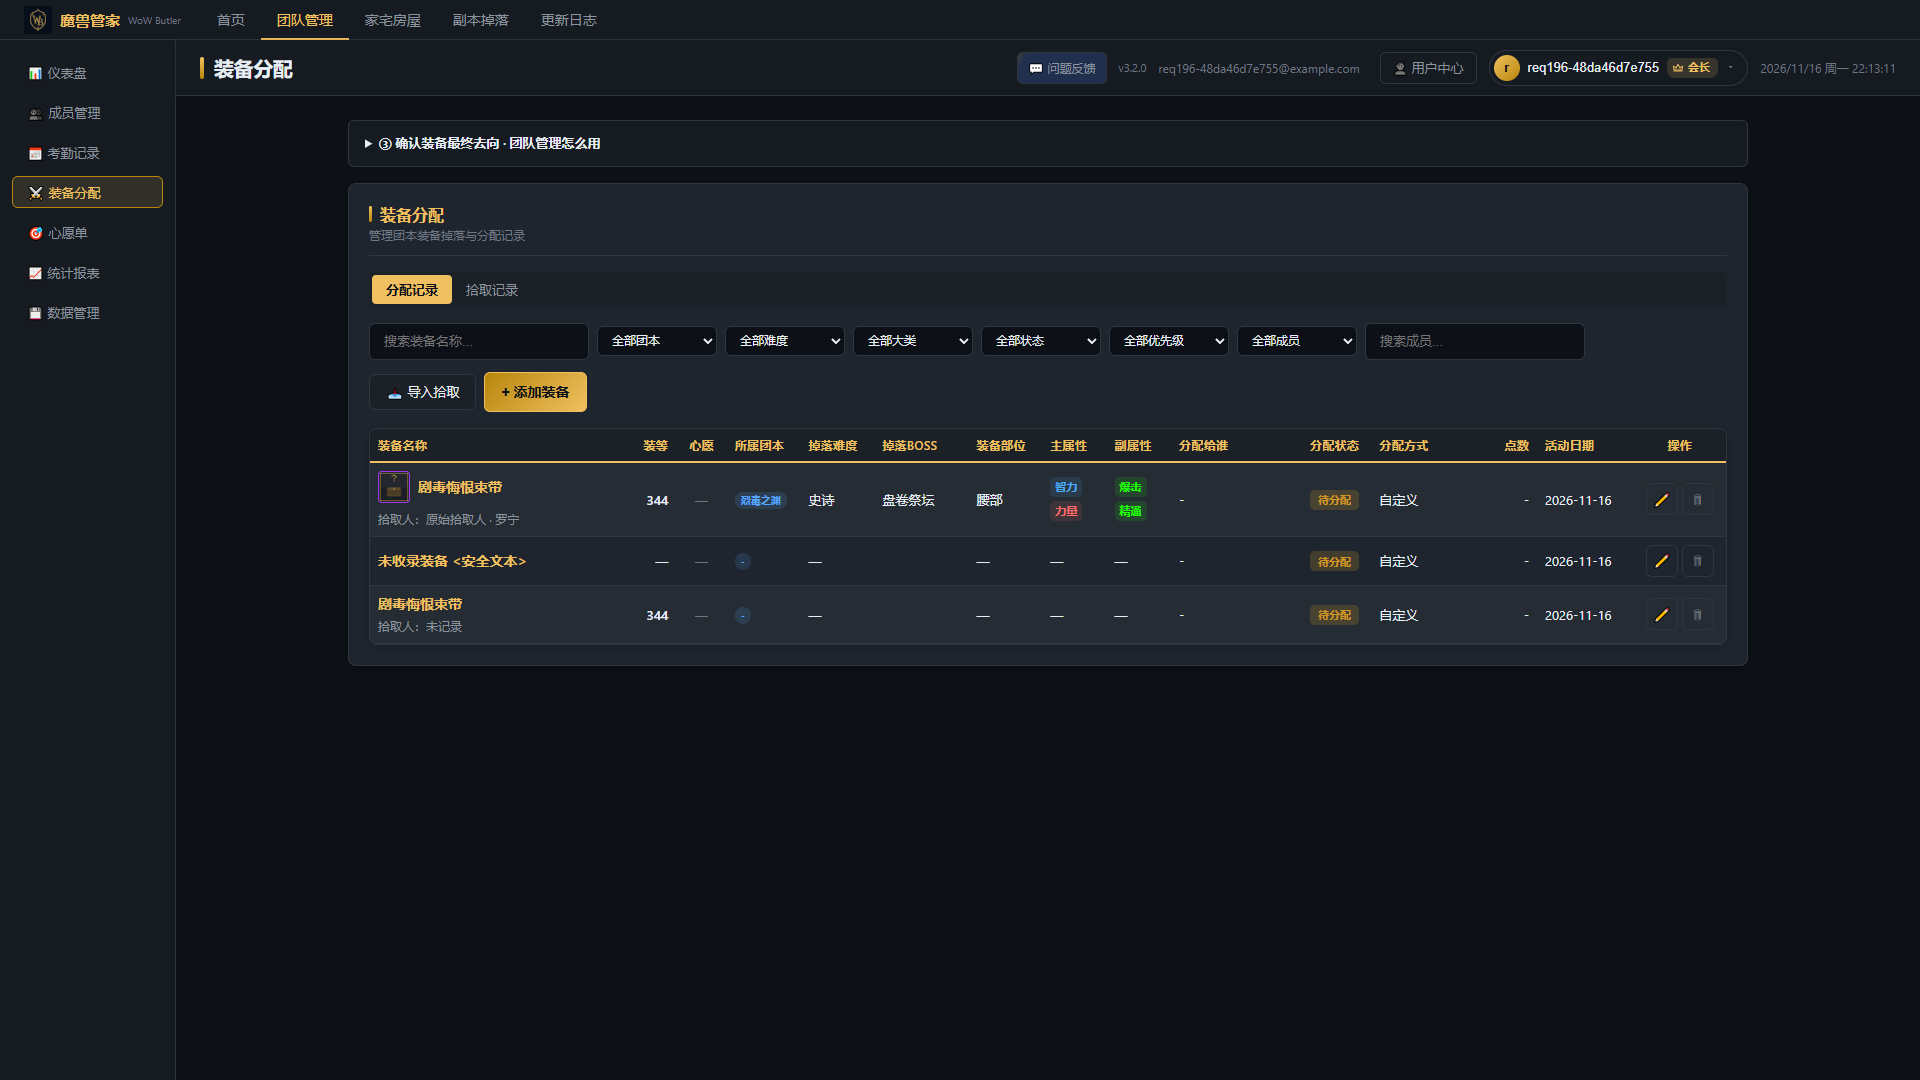 魔兽管家 WoW Butler 首页 团队管理 家宅房屋 副本掉落 更新日志
仪表盘
成员管理
考勤记录
装备分配
心愿单
统计报表
数据管理
装备分配 问题反馈 v3.2.0 req196-48da46d7e755@example.com 用户中心 r req196-48da46d7e755 会长 2026/11/16 周一 22:13:11
▶ ③ 确认装备最终去向 · 团队管理怎么用
装备分配
管理团本装备掉落与分配记录
分配记录 拾取记录
搜索装备名称... 全部团本 全部难度 全部大类 全部状态 全部优先级 全部成员 搜索成员...
导入拾取 + 添加装备
装备名称 装等 心愿 所属团本 掉落难度 掉落BOSS 装备部位 主属性 副属性 分配给谁 分配状态 分配方式 点数 活动日期 操作
剧毒悔恨束带 344 — 烈毒之渊 史诗 盘卷祭坛 腰部 智力 力量 爆击 精通 - 待分配 自定义 - 2026-11-16
拾取人：原始拾取人 · 罗宁
未收录装备 <安全文本> — — - — — — — - 待分配 自定义 - 2026-11-16
剧毒悔恨束带 344 — - — — — — - 待分配 自定义 - 2026-11-16
拾取人：未记录